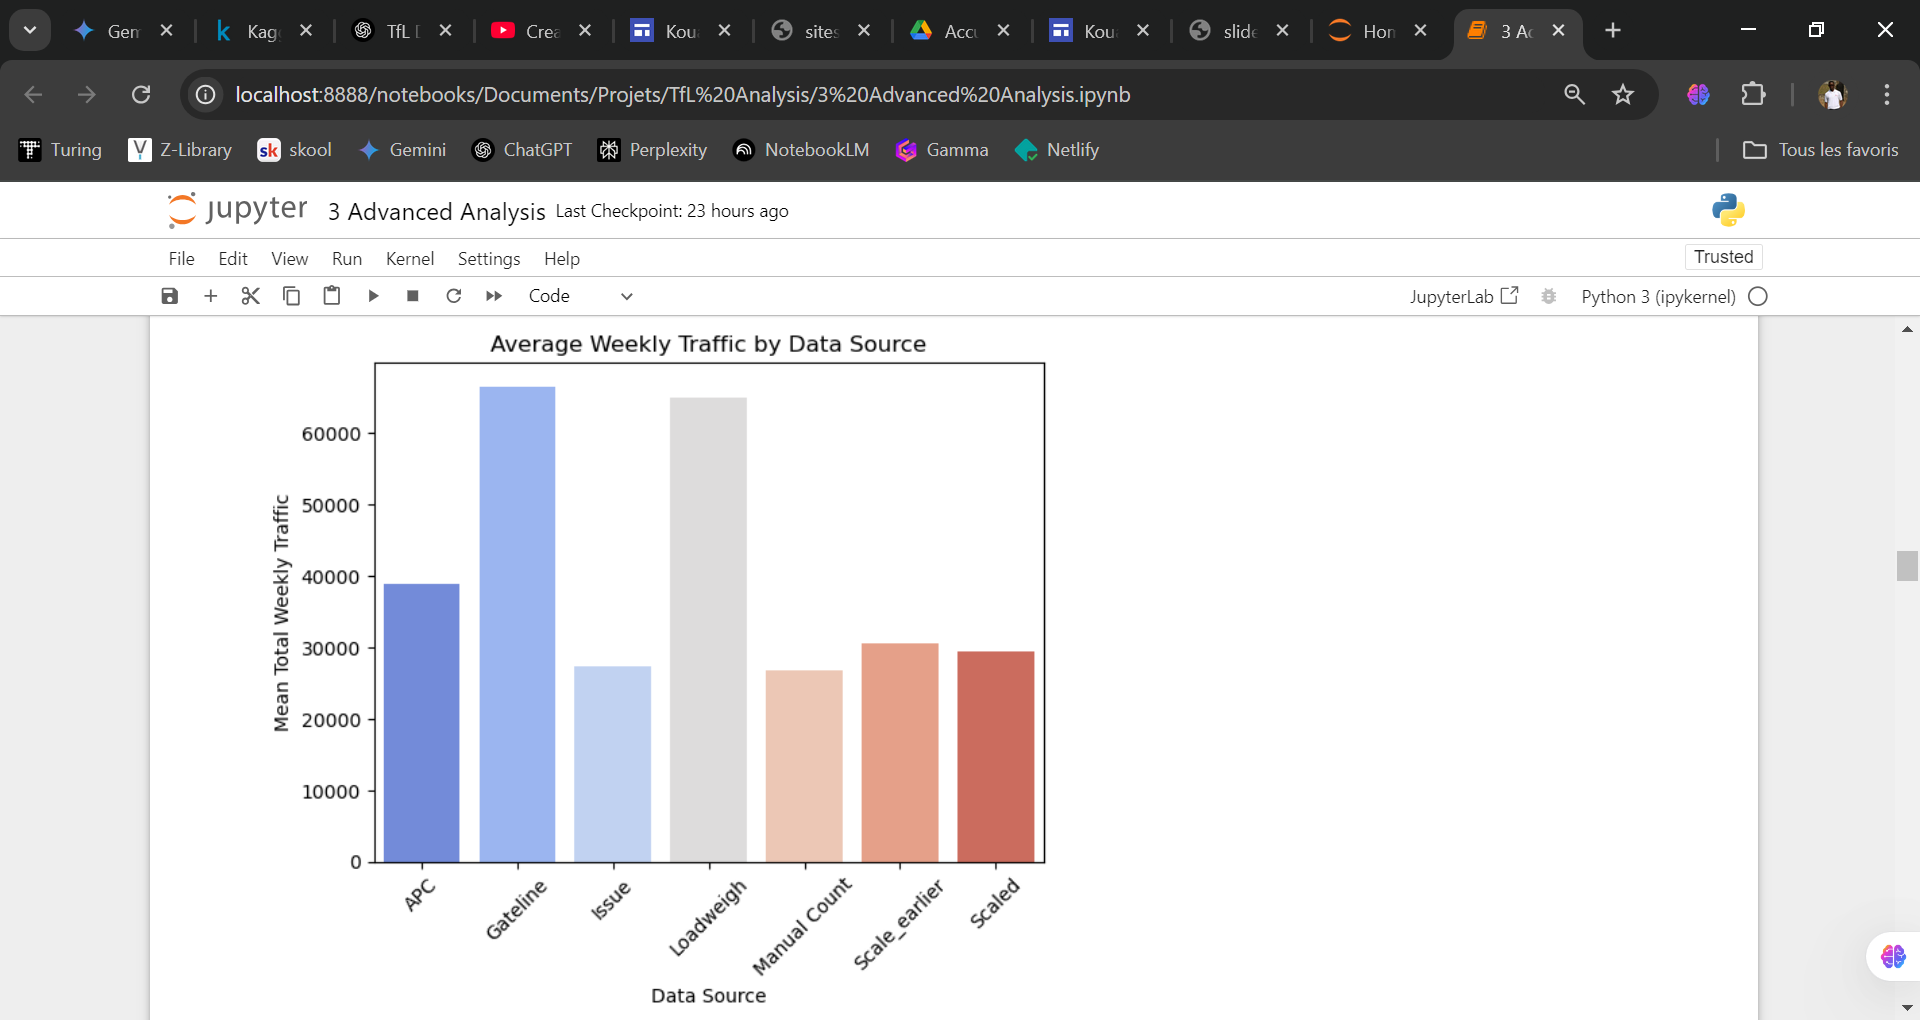 Gen
Kag
TfL D
Crea
Kou
sites
Accu
Kou
slide
Hom
3 Ad
localhost:8888/notebooks/Documents/Projets/TfL%20Analysis/3%20Advanced%20Analysis.ipynb
Turing
Z-Library
sk skool
Gemini
ChatGPT
Perplexity
NotebookLM
Gamma
Netlify
Tous les favoris
jupyter 3 Advanced Analysis Last Checkpoint: 23 hours ago
File Edit View Run Kernel Settings Help
Trusted
Code
JupyterLab
Python 3 (ipykernel)
Average Weekly Traffic by Data Source
Mean Total Weekly Traffic
60000
50000
40000
30000
20000
10000
0
APC
Gateline
Issue
Loadweigh
Manual Count
Scale_earlier
Scaled
Data Source